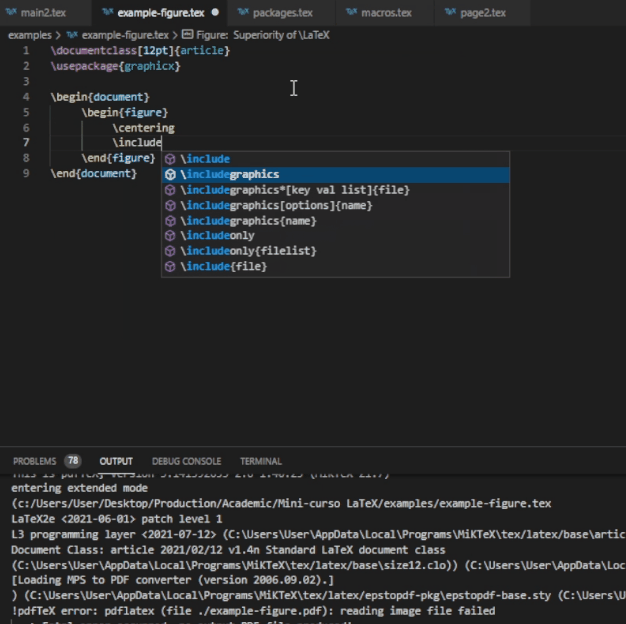 main2.tex example-figure.tex packages.tex macros.tex page2.tex
examples > example-figure.tex > Figure: Superiority of \LaTeX
1 \documentclass[12pt]{article}
2 \usepackage{graphicx}
3
4 \begin{document}
5 \begin{figure}
6 \centering
7 \include
8 \end{figure}
9 \end{document}
\include
\includegraphics
\includegraphics*[key val list]{file}
\includegraphics[options]{name}
\includegraphics{name}
\includeonly
\includeonly{filelist}
\include{file}
PROBLEMS 78 OUTPUT DEBUG CONSOLE TERMINAL
entering extended mode
(c:/Users/User/Desktop/Production/Academic/Mini-curso LaTeX/examples/example-figure.tex
LaTeX2e <2021-06-01> patch level 1
L3 programming layer <2021-07-12> (C:\Users\User\AppData\Local\Programs\MiKTeX\tex/latex/base\artic
Document Class: article 2021/02/12 v1.4n Standard LaTeX document class
(C:\Users\User\AppData\Local\Programs\MiKTeX\tex/latex/base\size12.clo)) (C:\Users\User\AppData\Loc
[Loading MPS to PDF converter (version 2006.09.02).]
) (C:\Users\User\AppData\Local\Programs\MiKTeX\tex/latex/epstopdf-pkg\epstopdf-base.sty (C:\Users\U
!pdfTeX error: pdflatex (file ./example-figure.pdf): reading image file failed